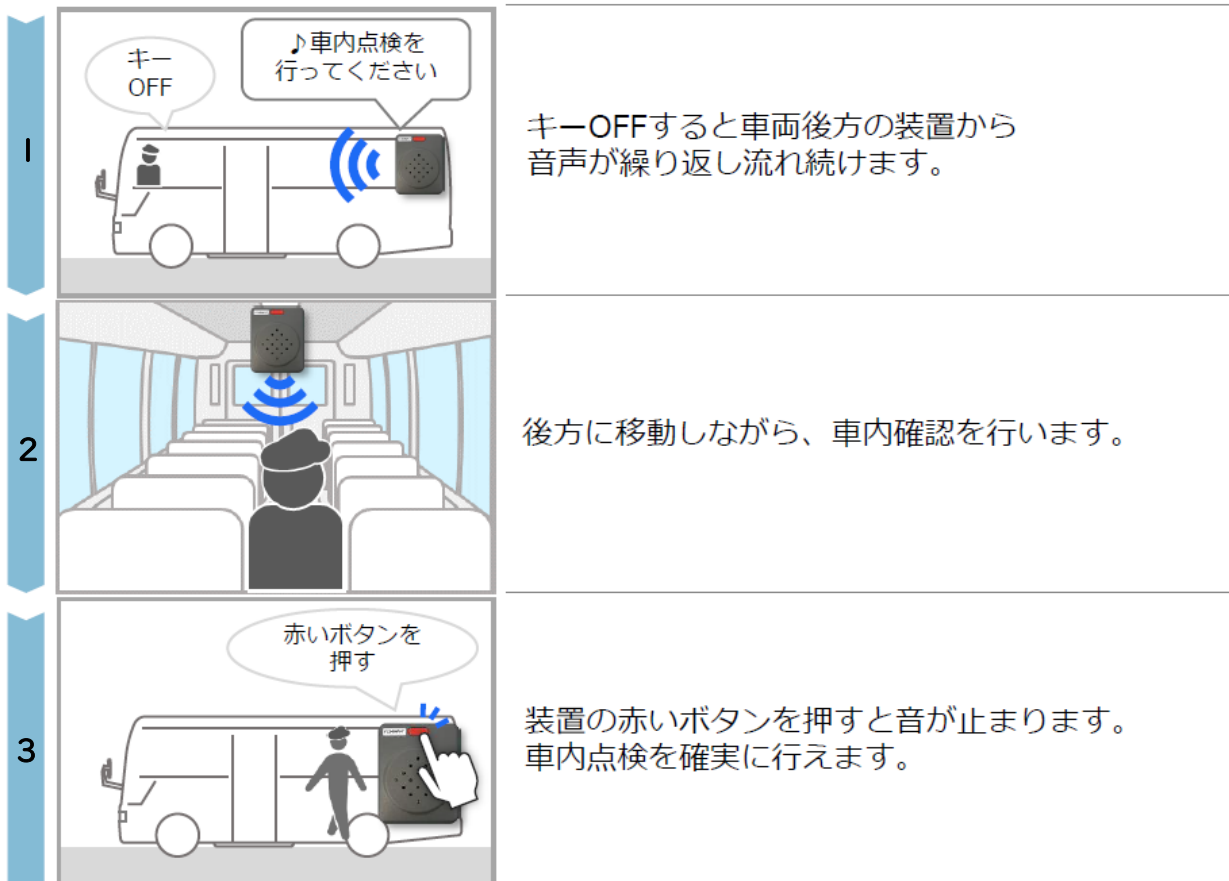 1
キー
OFF
♪車内点検を
行ってください
キーOFFすると車両後方の装置から
音声が繰り返し流れ続けます。
2
後方に移動しながら、車内確認を行います。
3
赤いボタンを
押す
装置の赤いボタンを押すと音が止まります。
車内点検を確実に行えます。